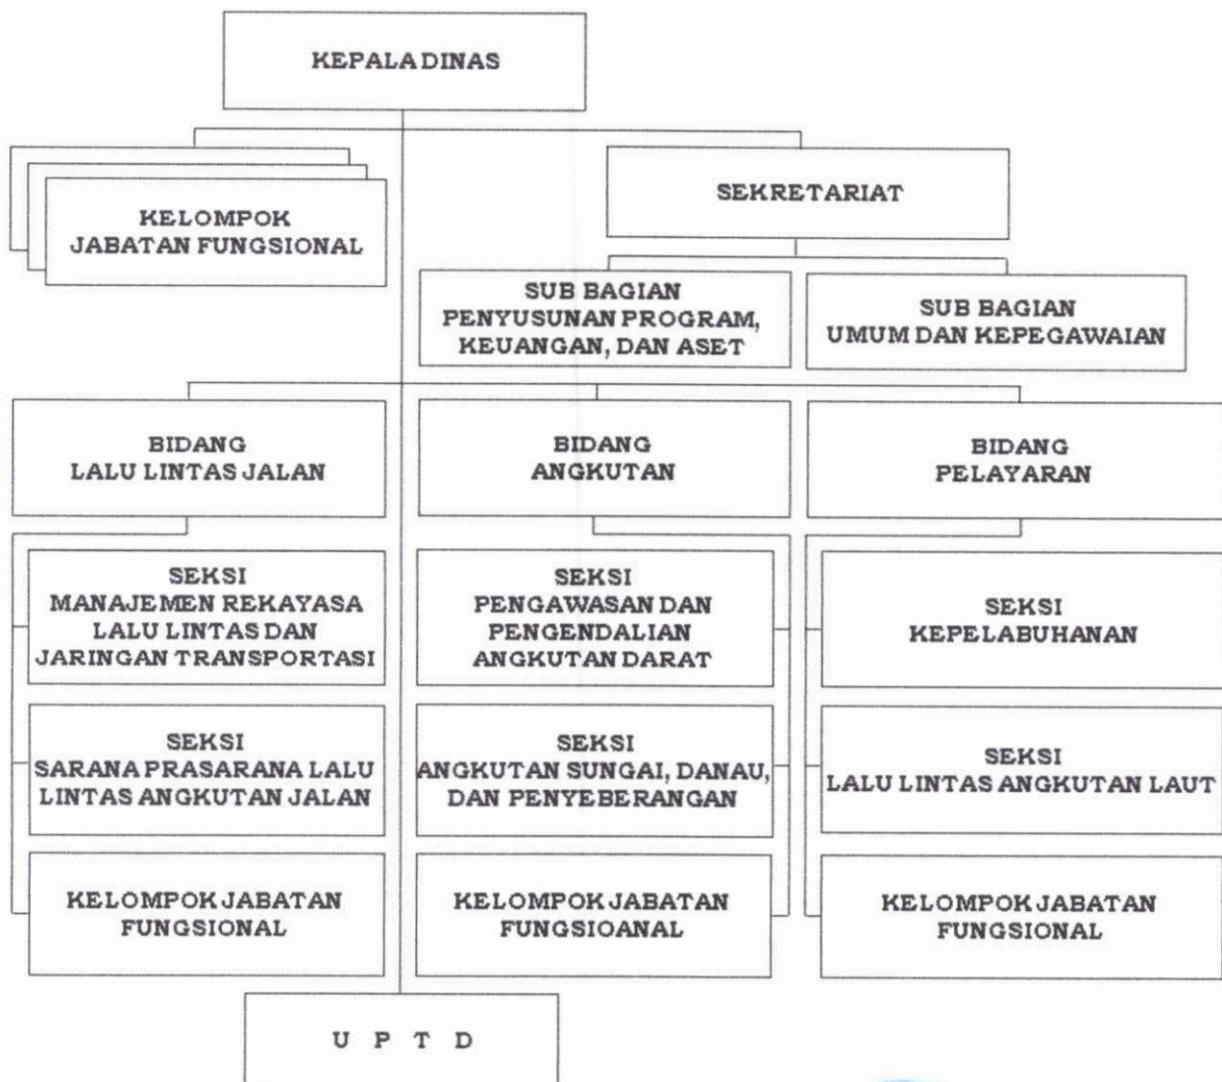 KEPALA DINAS
KELOMPOK
JABATAN FUNGSIONAL
SEKRETARIAT
SUB BAGIAN
PENYUSUNAN PROGRAM,
KEUANGAN, DAN ASET
SUB BAGIAN
UMUM DAN KEPEGAWAIAN
BIDANG
LALU LINTAS JALAN
BIDANG
ANGKUTAN
BIDANG
PELAYARAN
SEKSI
MANAJEMEN REKAYASA
LALU LINTAS DAN
JARINGAN TRANSPORTASI
SEKSI
PENGAWASAN DAN
PENGENDALIAN
ANGKUTAN DARAT
SEKSI
KEPELABUHANAN
SEKSI
SARANA PRASARANA LALU
LINTAS ANGKUTAN JALAN
SEKSI
ANGKUTAN SUNGAI, DANAU,
DAN PENYEBERANGAN
SEKSI
LALU LINTAS ANGKUTAN LAUT
KELOMPOK JABATAN
FUNGSIONAL
KELOMPOK JABATAN
FUNGSIOANAL
KELOMPOK JABATAN
FUNGSIONAL
U P T D